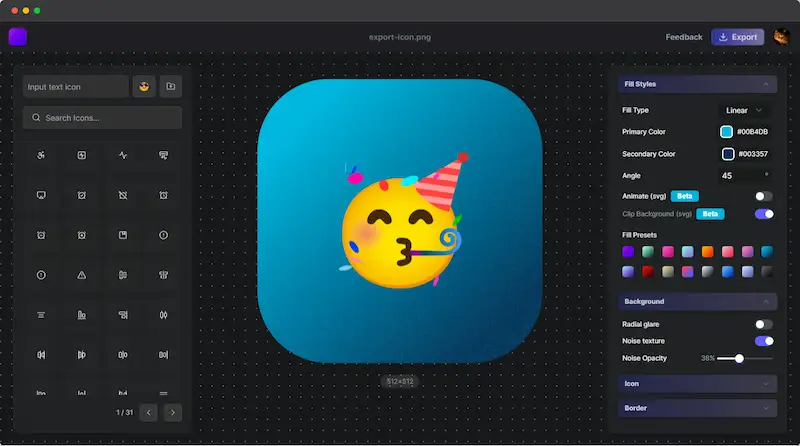 export-icon.png
Feedback
Export
Input text icon
Search Icons...
1 / 31
512×512
Fill Styles
Fill Type
Linear
Primary Color
#00B4DB
Secondary Color
#003357
Angle
45
°
Animate (svg)
Beta
Clip Background (svg)
Beta
Fill Presets
Background
Radial glare
Noise texture
Noise Opacity
38%
Icon
Border